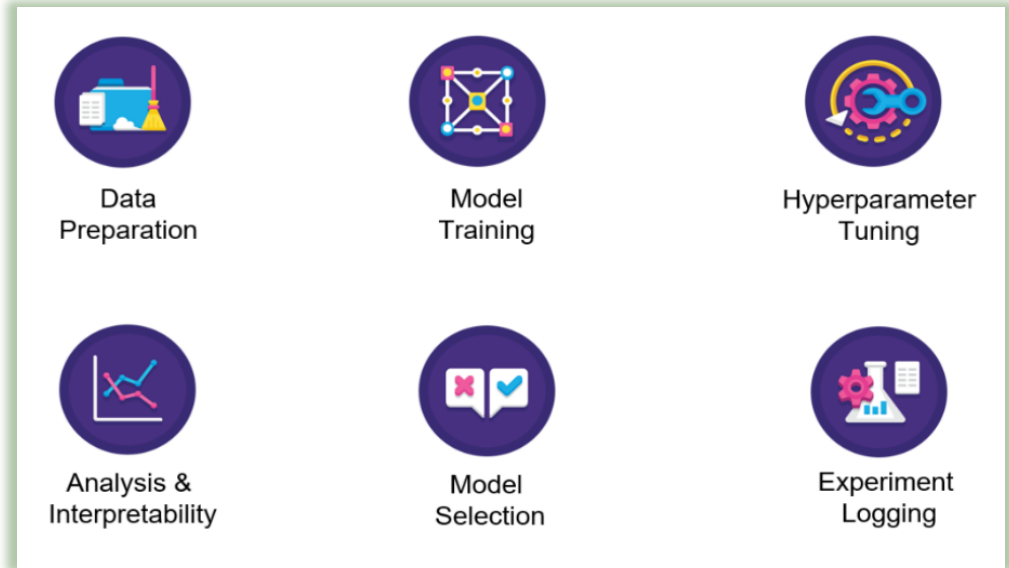 Data
Preparation
Model
Training
Hyperparameter
Tuning
Analysis &
Interpretability
Model
Selection
Experiment
Logging